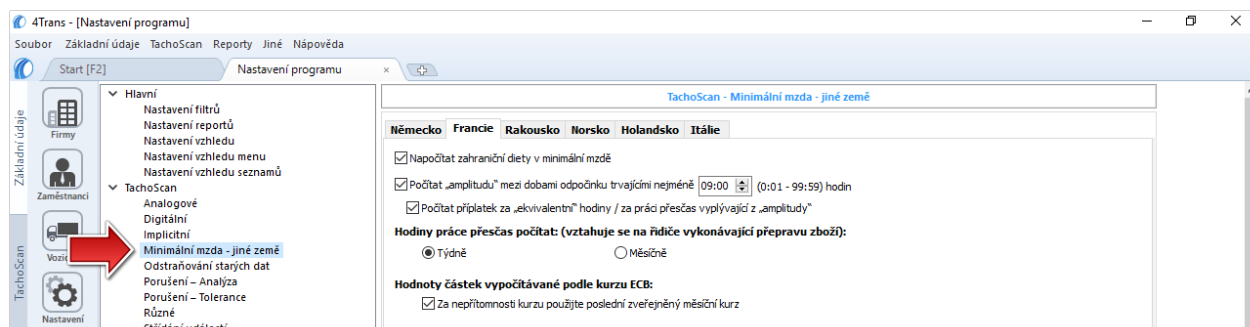 4Trans - [Nastavení programu]
Soubor Základní údaje TachoScan Reporty Jiné Nápověda
Start [F2] Nastavení programu
Základní údaje
TachoScan
Firmy
Zaměstnanci
Nastavení
Hlavní
Nastavení filtrů
Nastavení reportů
Nastavení vzhledu
Nastavení vzhledu menu
Nastavení vzhledu seznamů
TachoScan
Analogové
Digitální
Implicitní
Minimální mzda - jiné země
Odstraňování starých dat
Porušení – Analýza
Porušení – Tolerance
Různé
TachoScan - Minimální mzda - jiné země
Německo Francie Rakousko Norsko Holandsko Itálie
Napočítat zahraniční diety v minimální mzdě
Počítat „amplitudu“ mezi dobami odpočinku trvajícími nejméně 09:00 (0:01 - 99:59) hodin
Počítat příplatek za „ekvivalentní“ hodiny / za práci přesčas vyplývající z „amplitudy“
Hodiny práce přesčas počítat: (vztahuje se na řidiče vykonávající přepravu zboží):
Týdně Měsíčně
Hodnoty částek vypočítávané podle kurzu ECB:
Za nepřítomnosti kurzu použijte poslední zveřejněný měsíční kurz